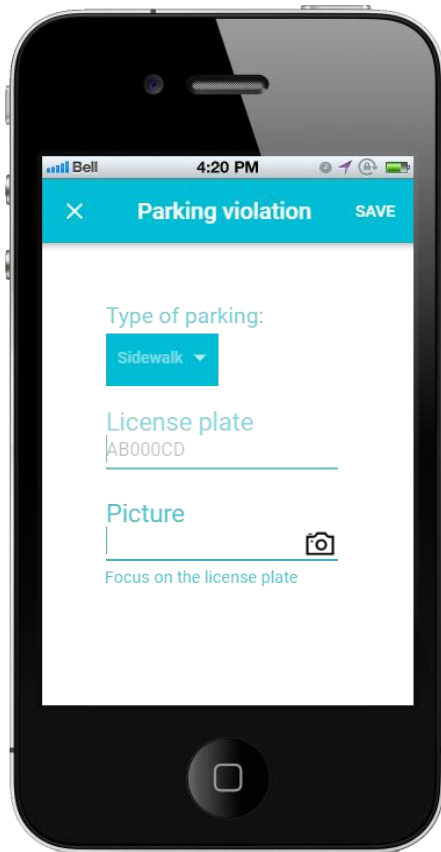 Bell 4:20 PM
Parking violation SAVE
Type of parking:
Sidewalk
License plate
AB000CD
Picture
Focus on the license plate